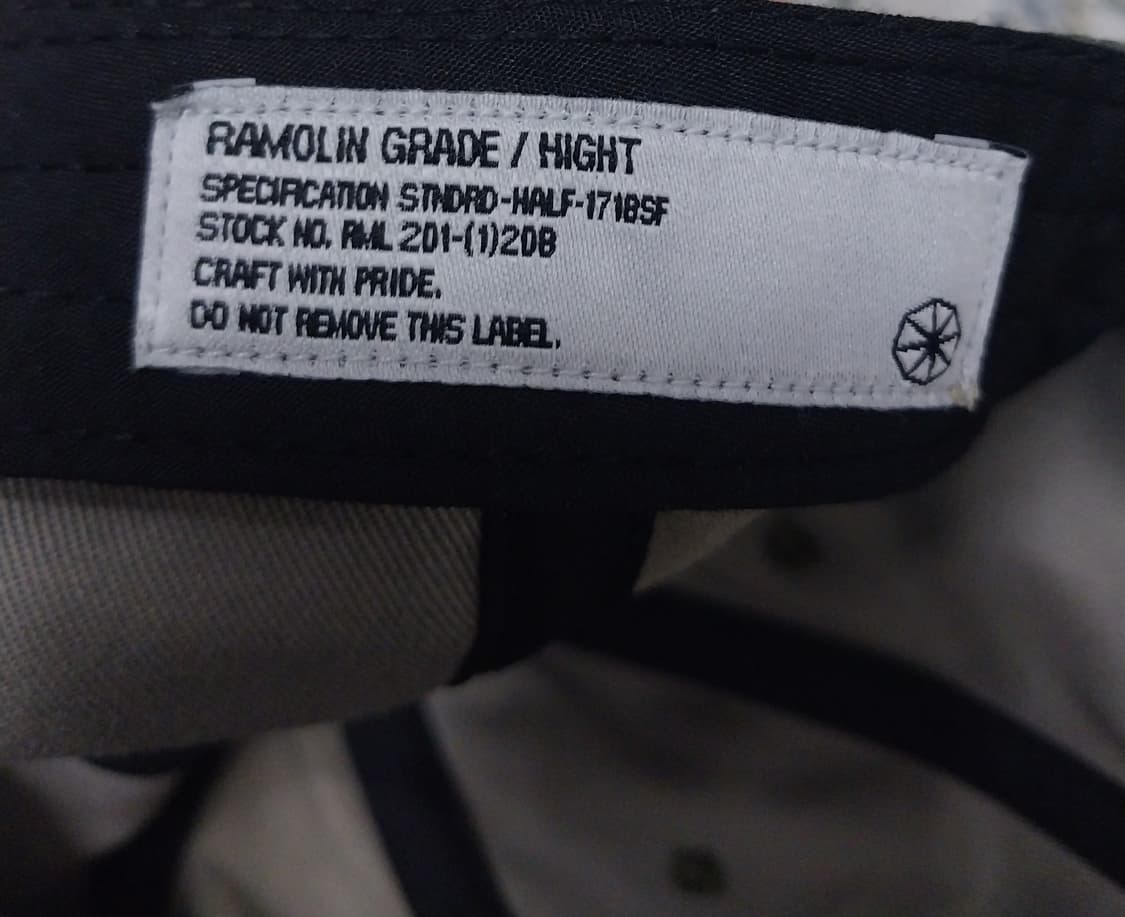 RAMOLIN GRADE / HIGHT
SPECIFICATION STNDRD-HALF-1718SF
STOCK NO. RML 201-(1)208
CRAFT WITH PRIDE.
DO NOT REMOVE THIS LABEL.